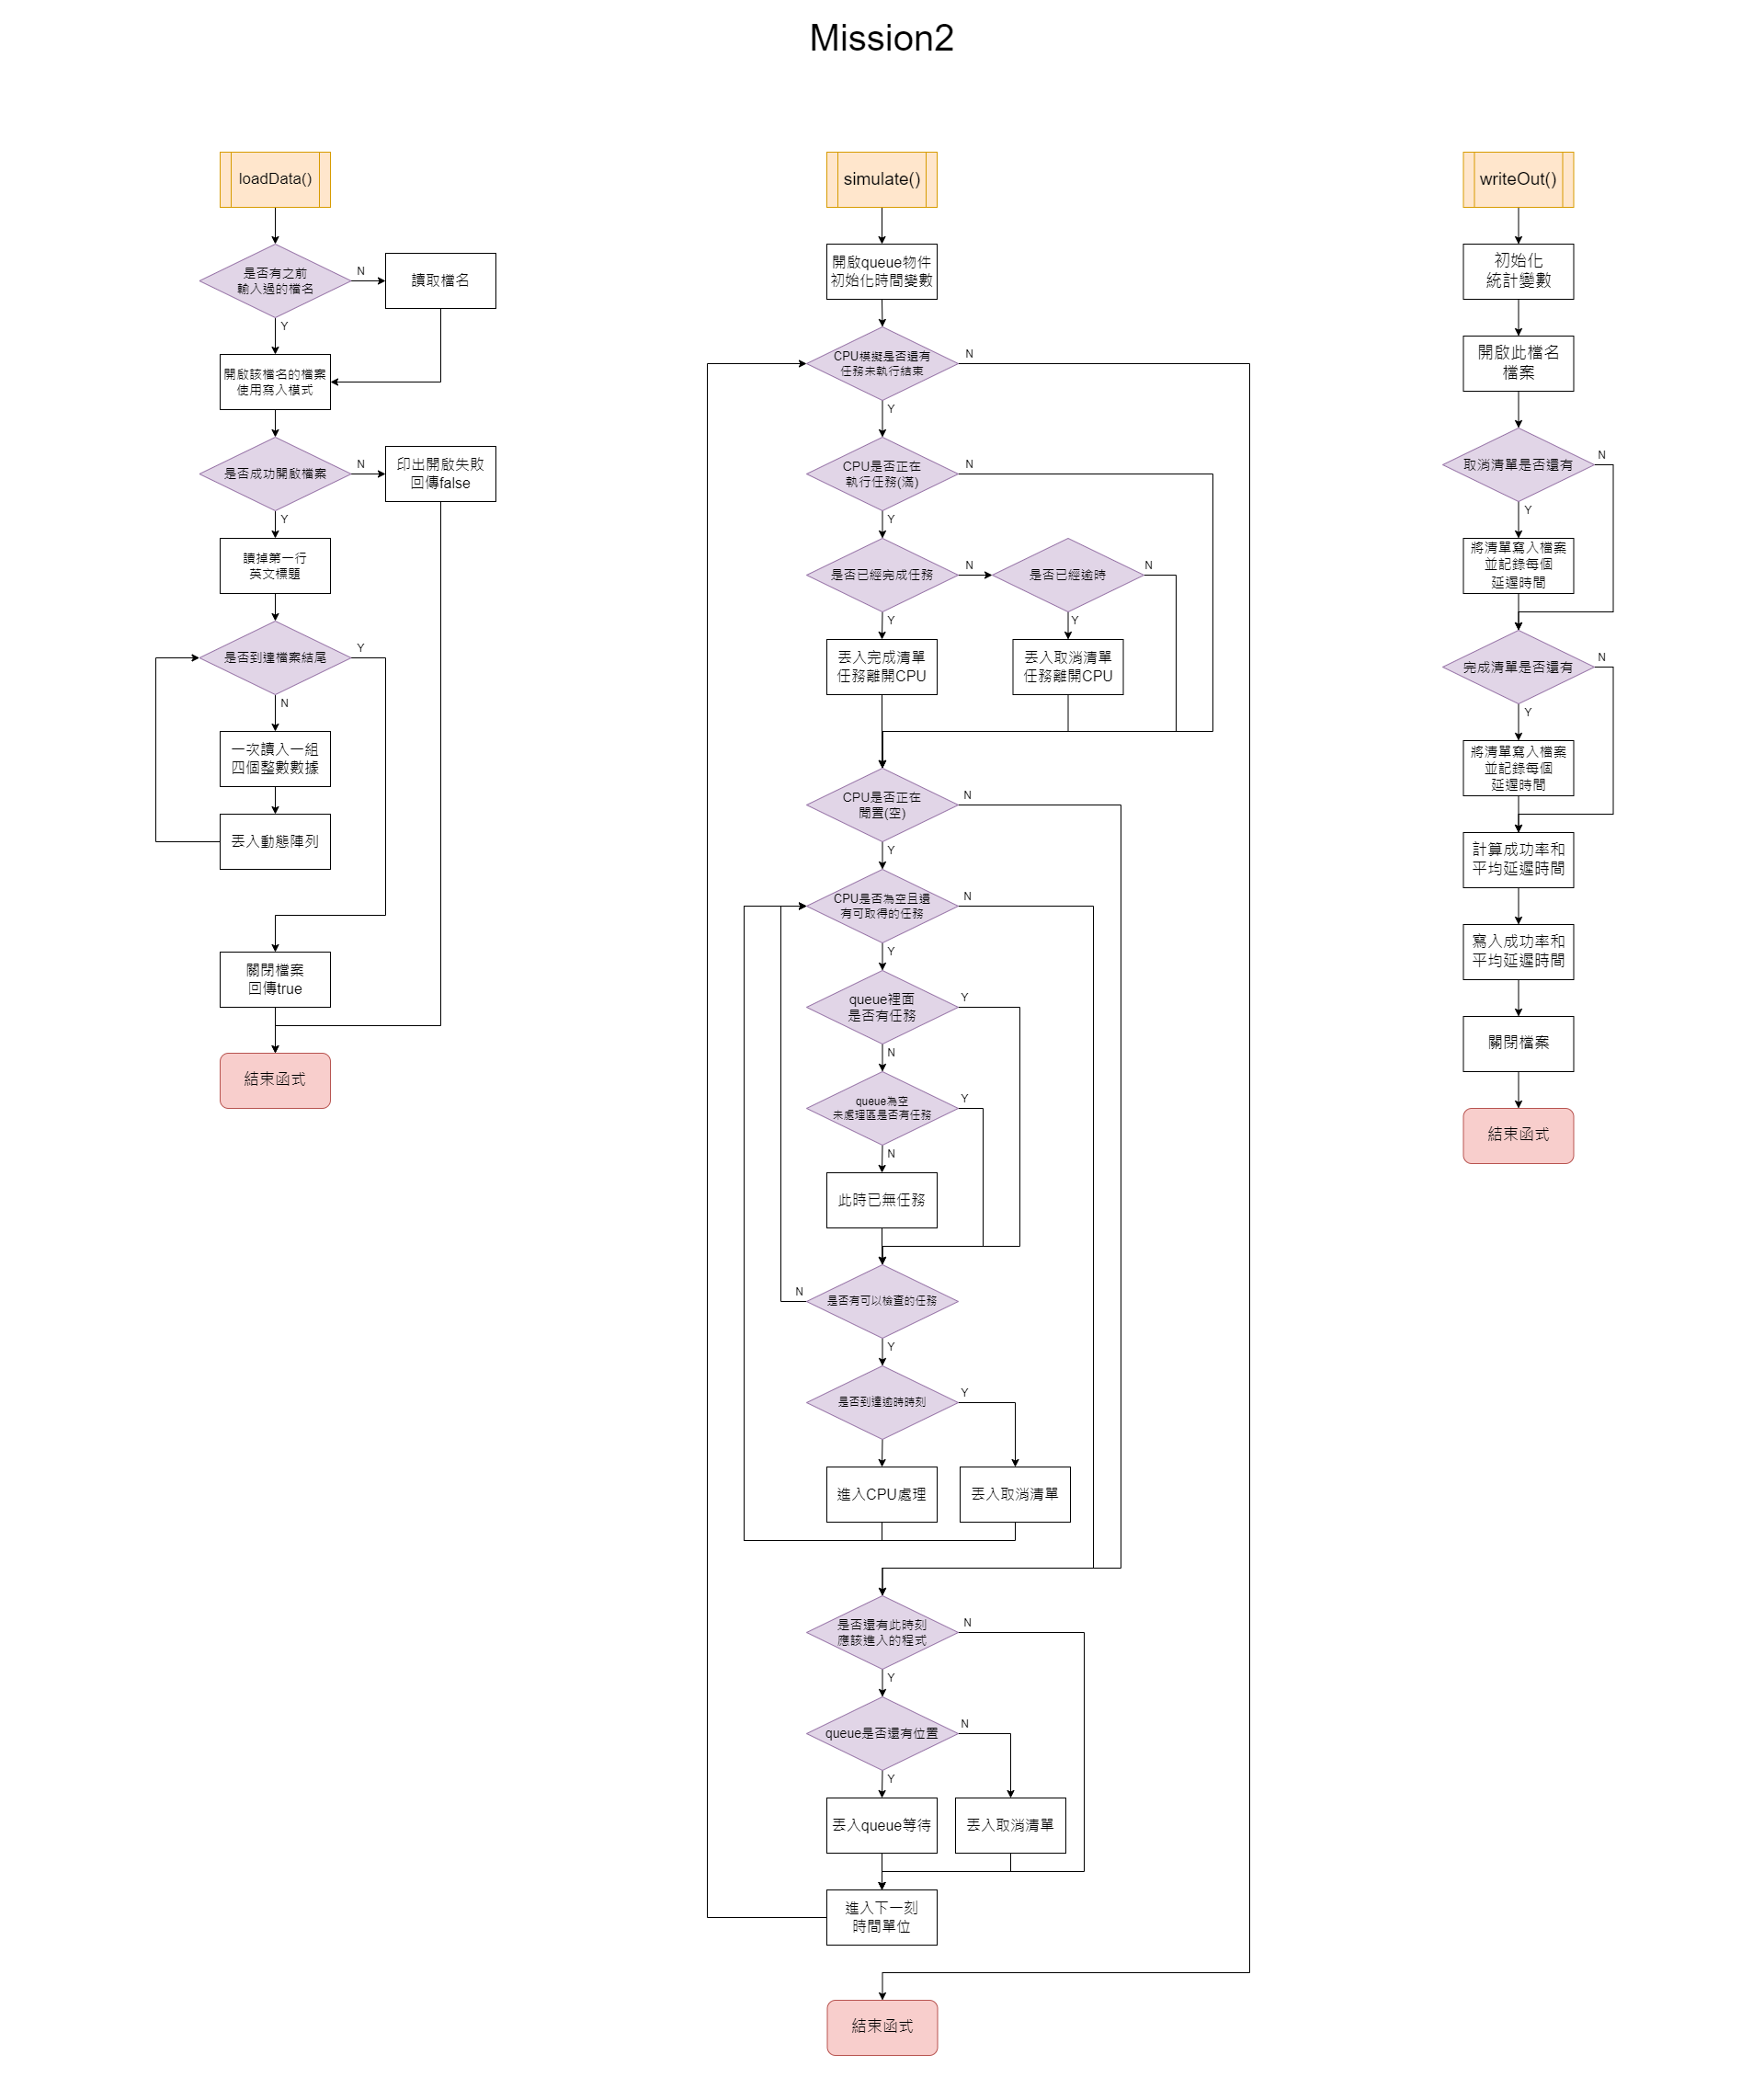 Mission2
loadData()
是否有之前
輸入過的檔名
N
讀取檔名
Y
開啟該檔名的檔案
使用寫入模式
是否成功開啟檔案
N
印出開啟失敗
回傳false
Y
讀掉第一行
英文標題
是否到達檔案結尾
Y
N
一次讀入一組
四個整數數據
丟入動態陣列
關閉檔案
回傳true
結束函式
simulate()
開啟queue物件
初始化時間變數
CPU模擬是否還有
任務未執行結束
N
Y
CPU是否正在
執行任務(滿)
N
Y
是否已經完成任務
N
是否已經逾時
N
Y
Y
丟入完成清單
任務離開CPU
丟入取消清單
任務離開CPU
CPU是否正在
閒置(空)
N
Y
CPU是否為空且還
有可取得的任務
N
Y
queue裡面
是否有任務
Y
N
queue為空
未處理區是否有任務
Y
N
此時已無任務
是否有可以檢查的任務
N
Y
是否到達逾時時刻
Y
進入CPU處理
丟入取消清單
是否還有此時刻
應該進入的程式
N
Y
queue是否還有位置
N
Y
丟入queue等待
丟入取消清單
進入下一刻
時間單位
結束函式
writeOut()
初始化
統計變數
開啟此檔名
檔案
取消清單是否還有
N
Y
將清單寫入檔案
並記錄每個
延遲時間
完成清單是否還有
N
Y
將清單寫入檔案
並記錄每個
延遲時間
計算成功率和
平均延遲時間
寫入成功率和
平均延遲時間
關閉檔案
結束函式